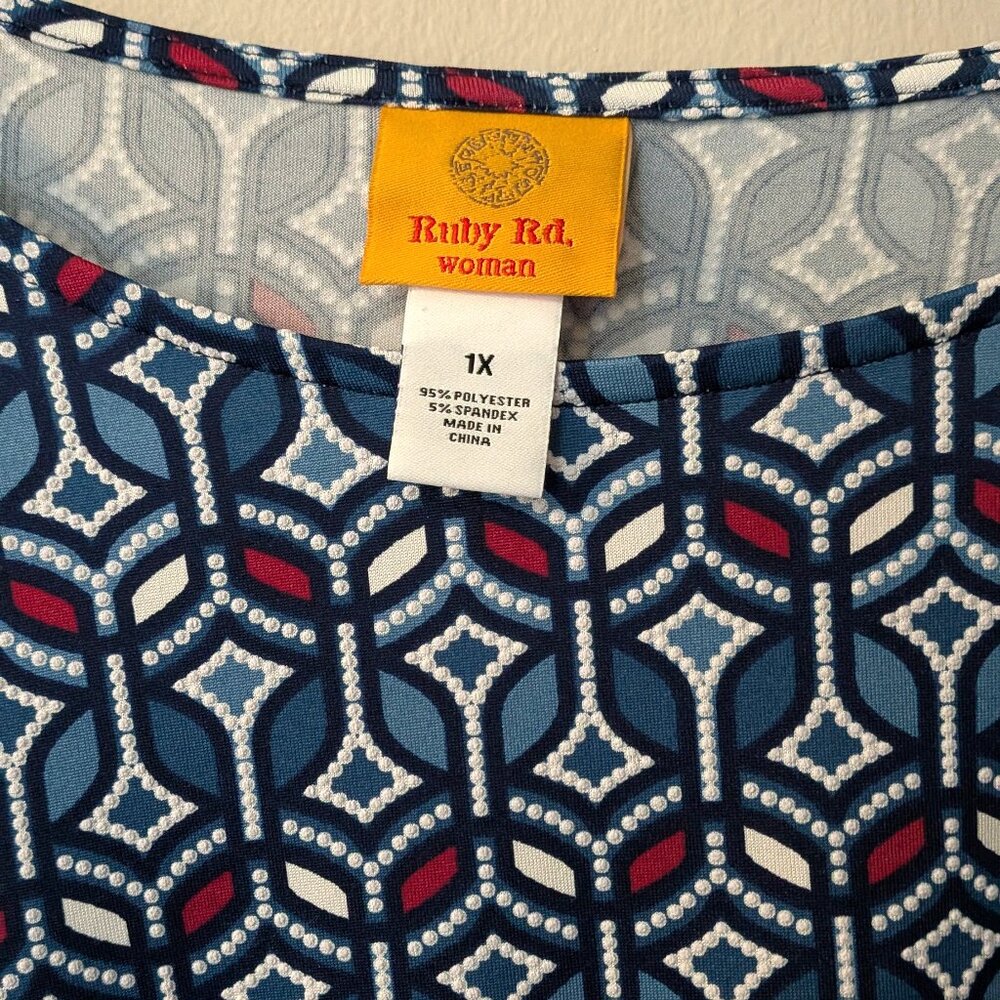 Ruby Rd.
woman
1X
95% POLYESTER
5% SPANDEX
MADE IN
CHINA